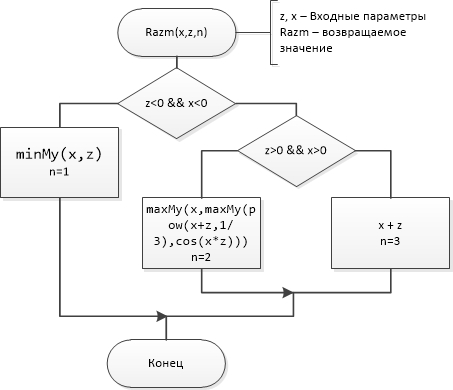 Razm(x,z,n)
z, x – Входные параметры
Razm – возвращаемое
значение
z<0 && x<0
minMy(x,z)
n=1
z>0 && x>0
maxMy(x,maxMy(p
ow(x+z,1/
3),cos(x*z)))
n=2
x + z
n=3
Конец